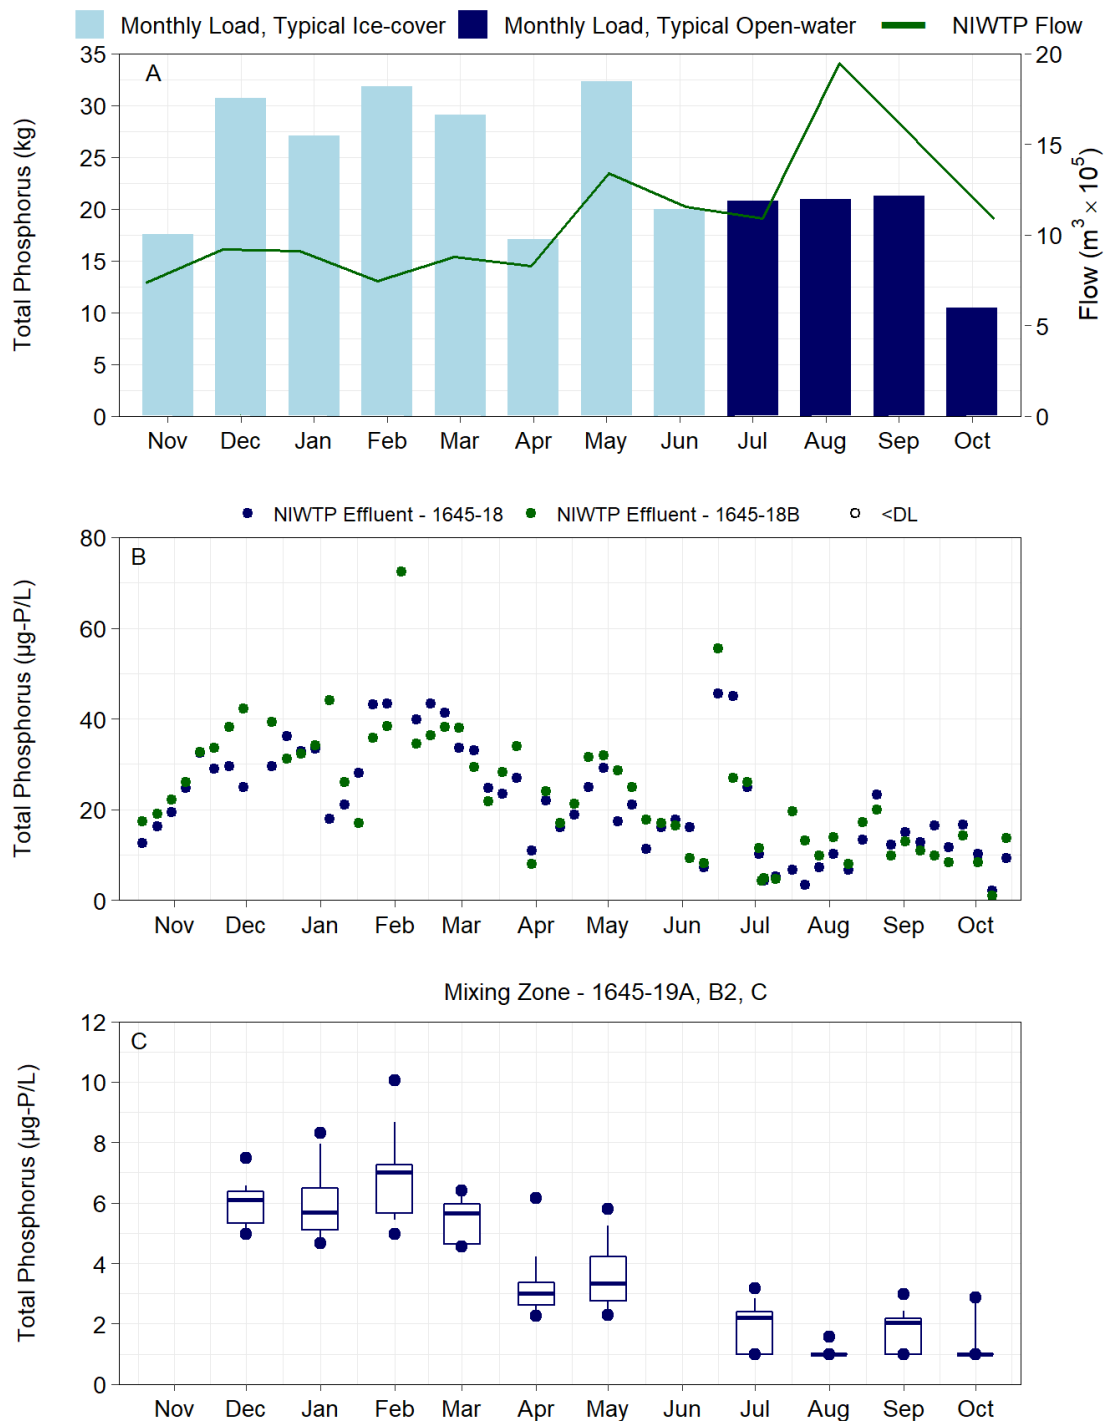 Monthly Load, Typical Ice-cover Monthly Load, Typical Open-water NIWTP Flow
A
Total Phosphorus (kg)
35
30
25
20
15
10
5
0
20
15
10
5
0
Flow (m³ × 10⁵)
Nov Dec Jan Feb Mar Apr May Jun Jul Aug Sep Oct
NIWTP Effluent - 1645-18 NIWTP Effluent - 1645-18B <DL
B
Total Phosphorus (µg-P/L)
80
60
40
20
0
Nov Dec Jan Feb Mar Apr May Jun Jul Aug Sep Oct
Mixing Zone - 1645-19A, B2, C
C
Total Phosphorus (µg-P/L)
12
10
8
6
4
2
0
Nov Dec Jan Feb Mar Apr May Jun Jul Aug Sep Oct